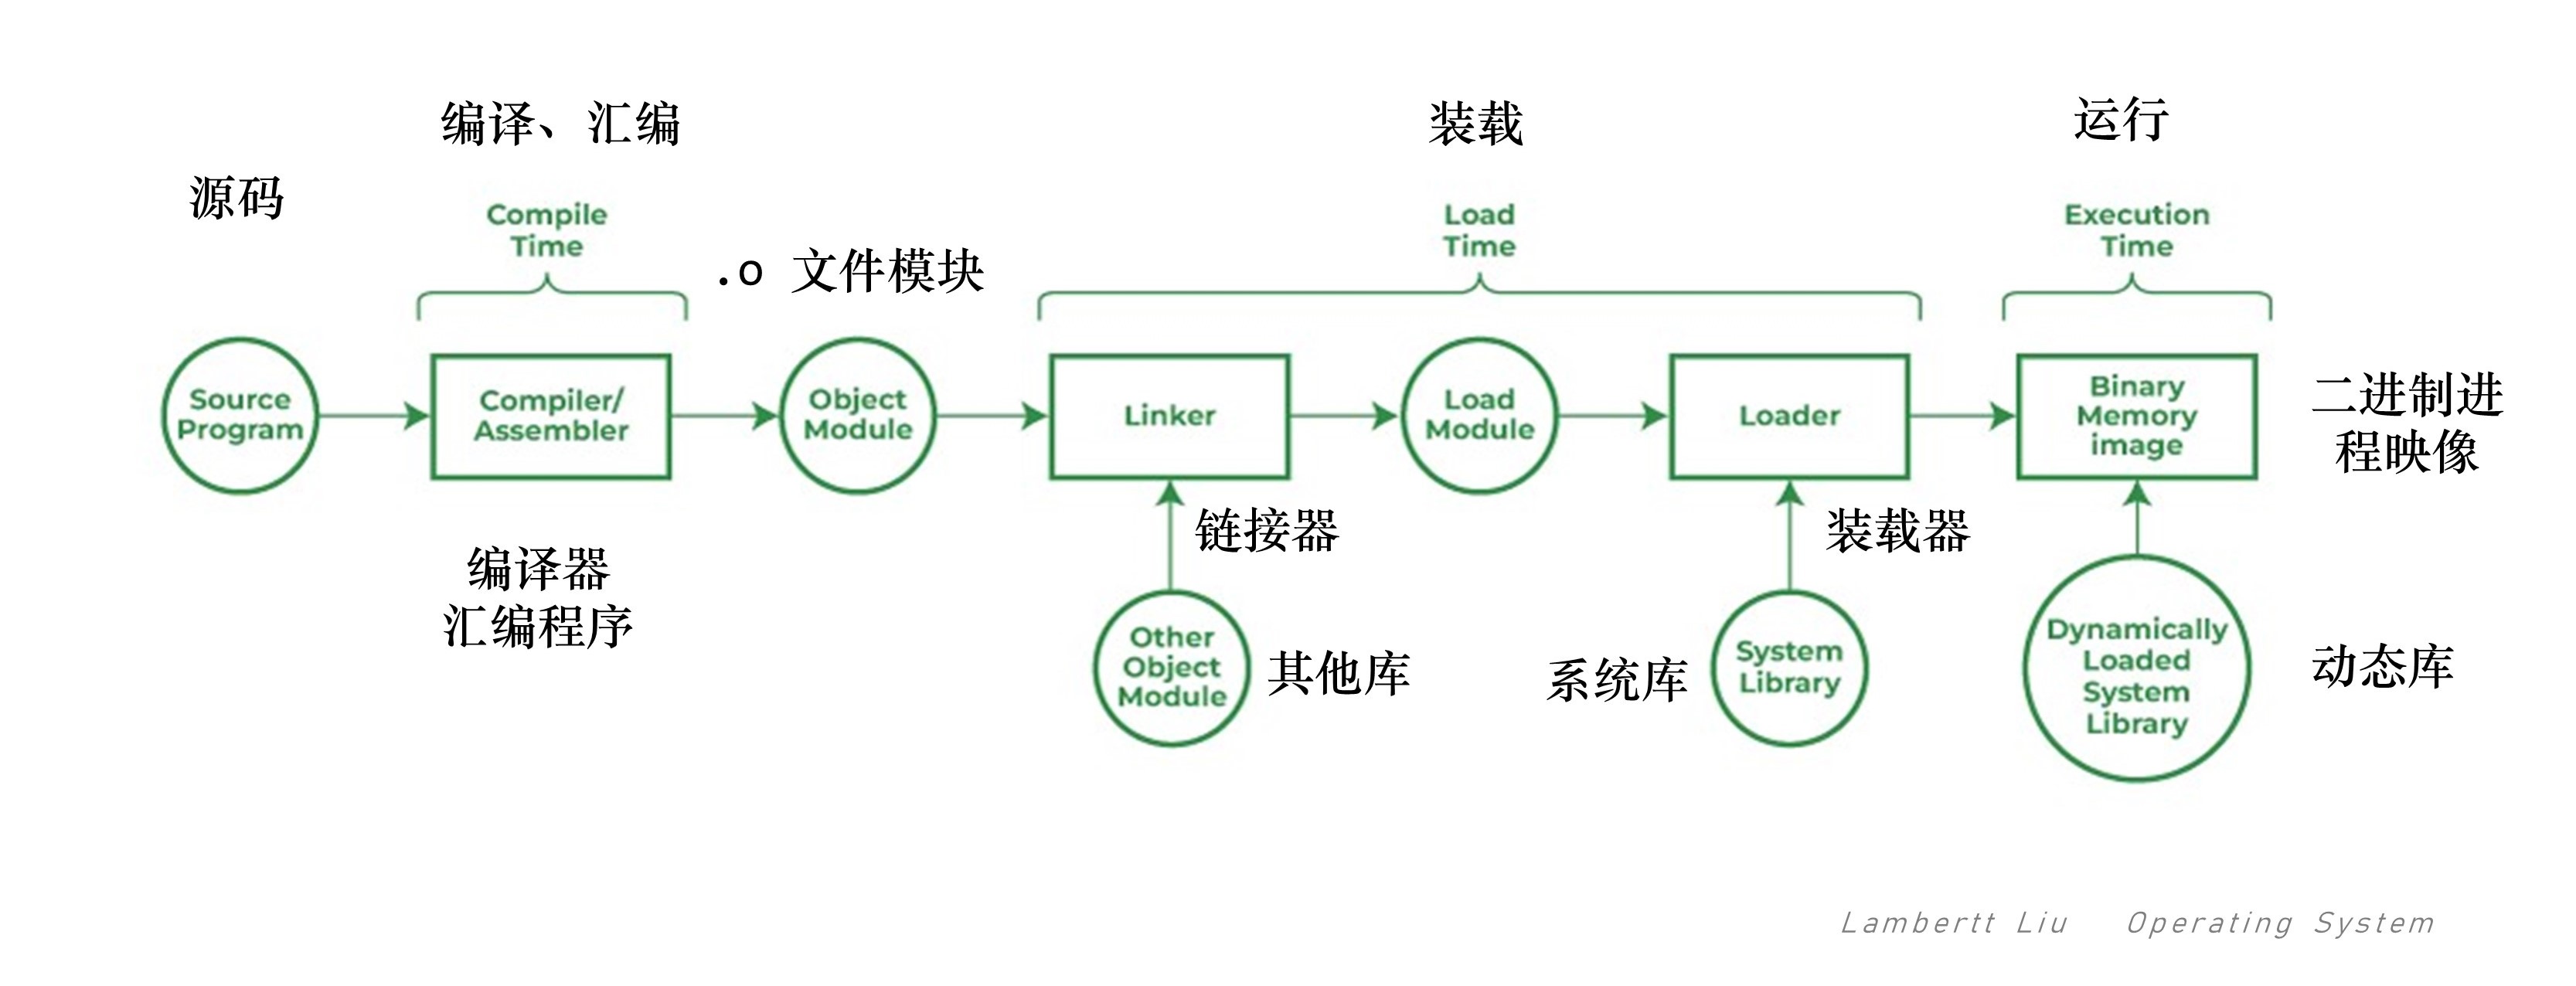 编译、汇编
装载
运行
源码
Compile
Time
Load
Time
Execution
Time
.o 文件模块
Source
Program
Compiler/
Assembler
Object
Module
Linker
Load
Module
Loader
Binary
Memory
image
二进制进
程映像
链接器
装载器
编译器
汇编程序
Other
Object
Module
其他库
系统库
System
Library
Dynamically
Loaded
System
Library
动态库
Lambertt Liu Operating System